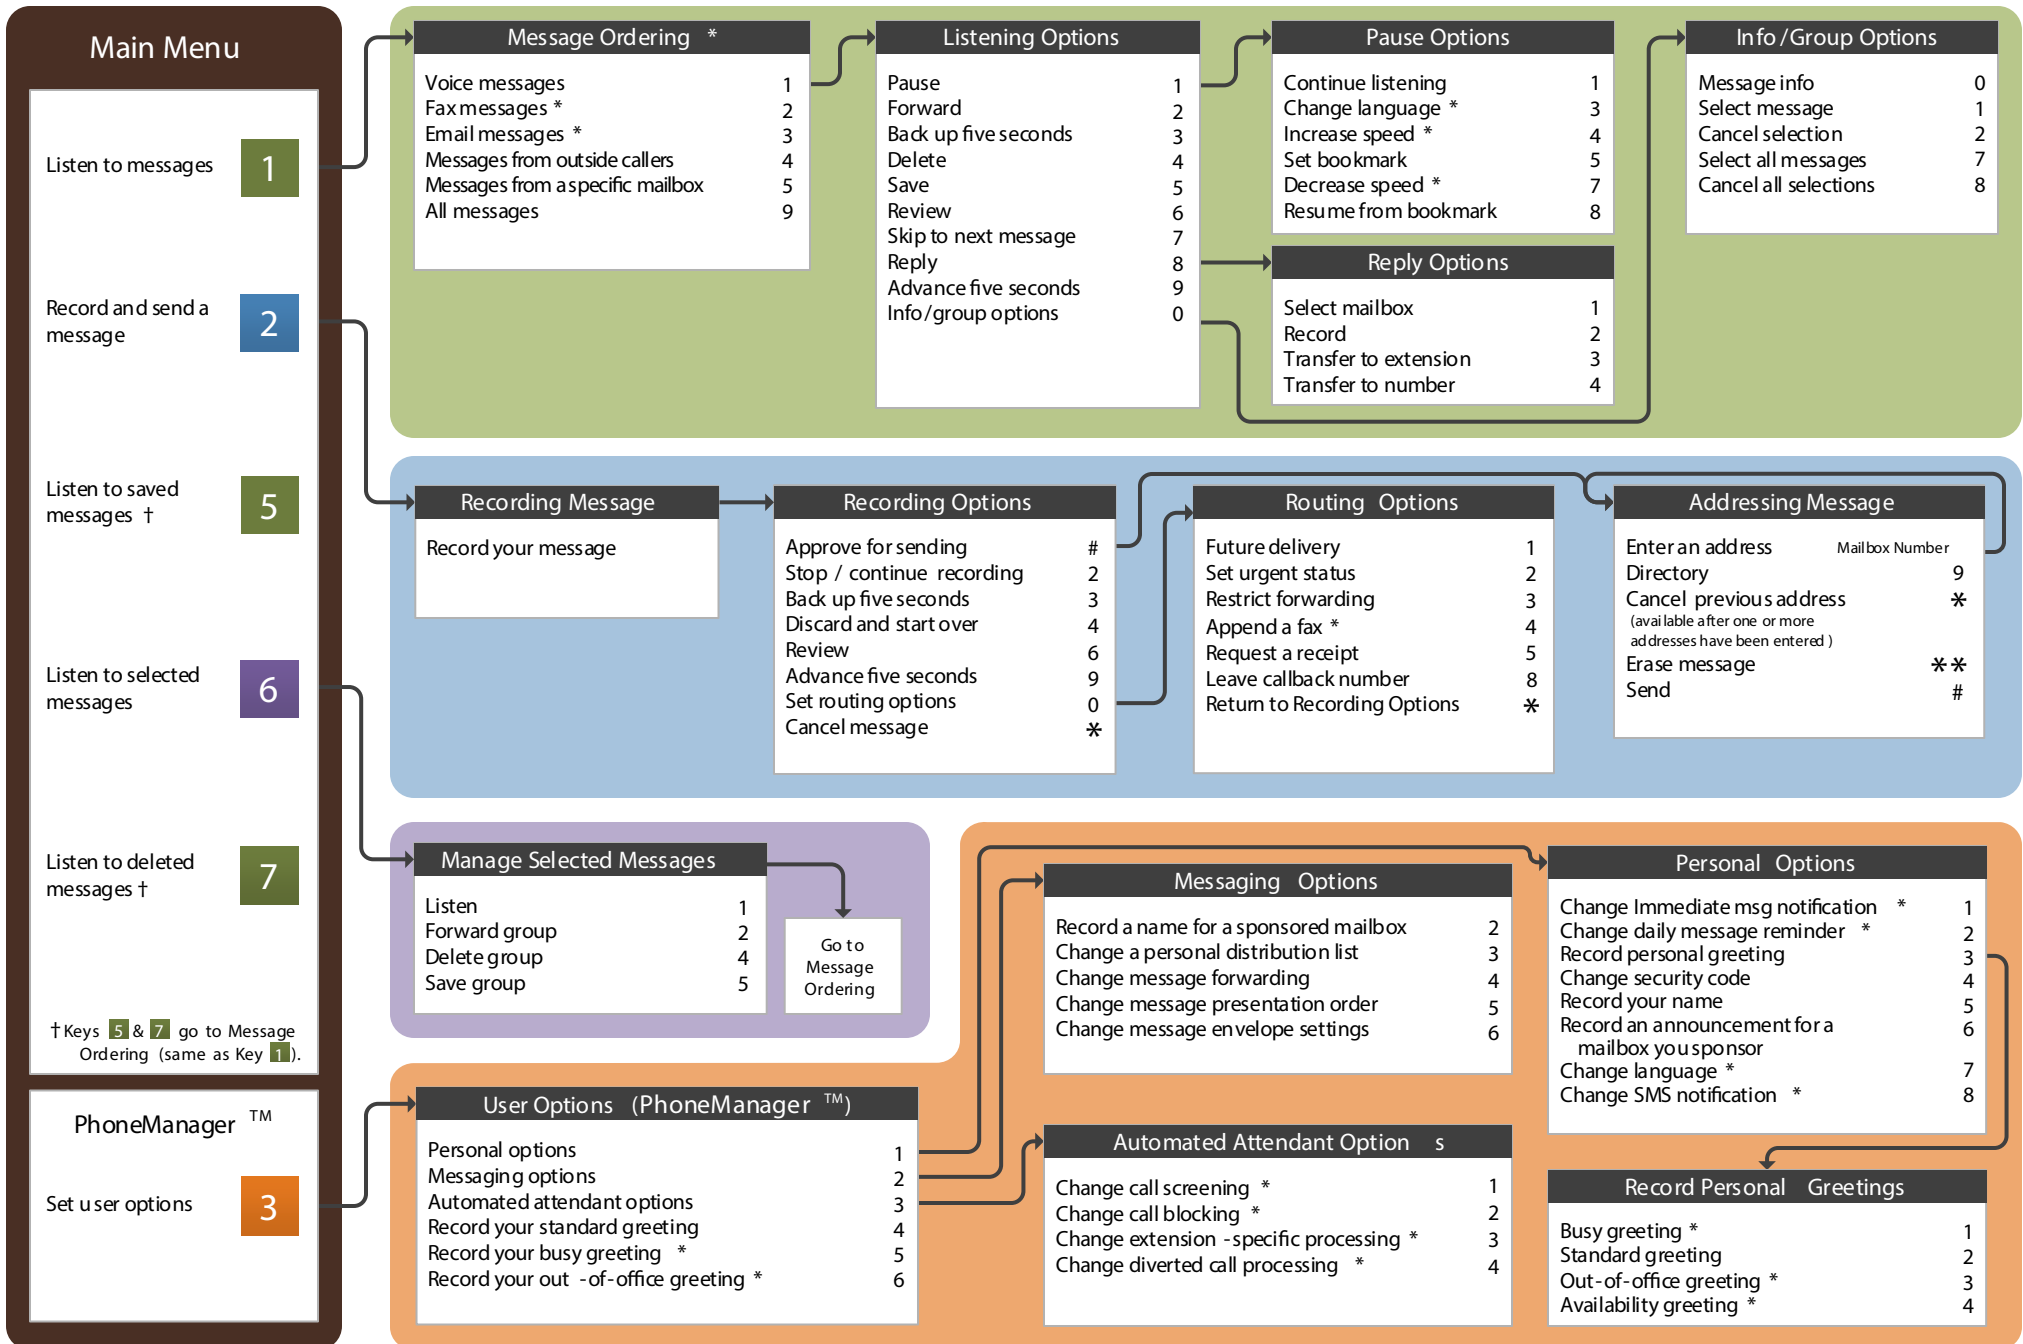 Main Menu
Listen to messages 1
Record and send a
message 2
Listen to saved
messages † 5
Listen to selected
messages 6
Listen to deleted
messages † 7
† Keys 5 & 7 go to Message
Ordering (same as Key 1).
PhoneManager ™
Set user options 3
Message Ordering *
Voice messages 1
Fax messages * 2
Email messages * 3
Messages from outside callers 4
Messages from a specific mailbox 5
All messages 9
Listening Options
Pause 1
Forward 2
Back up five seconds 3
Delete 4
Save 5
Review 6
Skip to next message 7
Reply 8
Advance five seconds 9
Info/group options 0
Pause Options
Continue listening 1
Change language * 3
Increase speed * 4
Set bookmark 5
Decrease speed * 7
Resume from bookmark 8
Reply Options
Select mailbox 1
Record 2
Transfer to extension 3
Transfer to number 4
Info/Group Options
Message info 0
Select message 1
Cancel selection 2
Select all messages 7
Cancel all selections 8
Recording Message
Record your message
Recording Options
Approve for sending #
Stop / continue recording 2
Back up five seconds 3
Discard and start over 4
Review 6
Advance five seconds 9
Set routing options 0
Cancel message *
Routing Options
Future delivery 1
Set urgent status 2
Restrict forwarding 3
Append a fax * 4
Request a receipt 5
Leave callback number 8
Return to Recording Options *
Addressing Message
Enter an address Mailbox Number
Directory 9
Cancel previous address *
(available after one or more
addresses have been entered)
Erase message **
Send #
Manage Selected Messages
Listen 1
Forward group 2
Delete group 4
Save group 5
Go to
Message
Ordering
User Options (PhoneManager ™)
Personal options 1
Messaging options 2
Automated attendant options 3
Record your standard greeting 4
Record your busy greeting * 5
Record your out-of-office greeting * 6
Messaging Options
Record a name for a sponsored mailbox 2
Change a personal distribution list 3
Change message forwarding 4
Change message presentation order 5
Change message envelope settings 6
Automated Attendant Options
Change call screening * 1
Change call blocking * 2
Change extension-specific processing * 3
Change diverted call processing * 4
Personal Options
Change Immediate msg notification * 1
Change daily message reminder * 2
Record personal greeting 3
Change security code 4
Record your name 5
Record an announcement for a 6
mailbox you sponsor
Change language * 7
Change SMS notification * 8
Record Personal Greetings
Busy greeting * 1
Standard greeting 2
Out-of-office greeting * 3
Availability greeting * 4